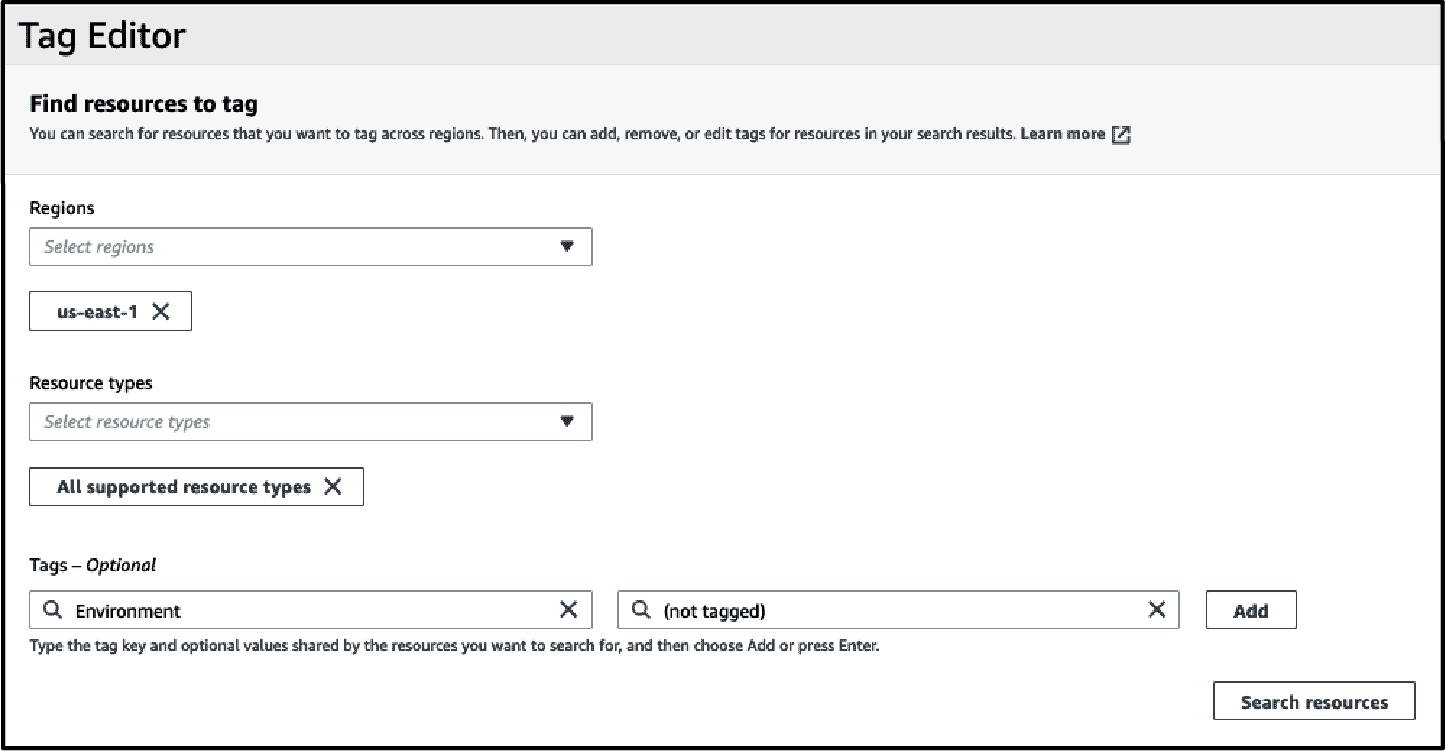 Tag Editor
Find resources to tag
You can search for resources that you want to tag across regions. Then, you can add, remove, or edit tags for resources in your search results. Learn more
Regions
Select regions
us-east-1
Resource types
Select resource types
All supported resource types
Tags – Optional
Environment (not tagged) Add
Type the tag key and optional values shared by the resources you want to search for, and then choose Add or press Enter.
Search resources